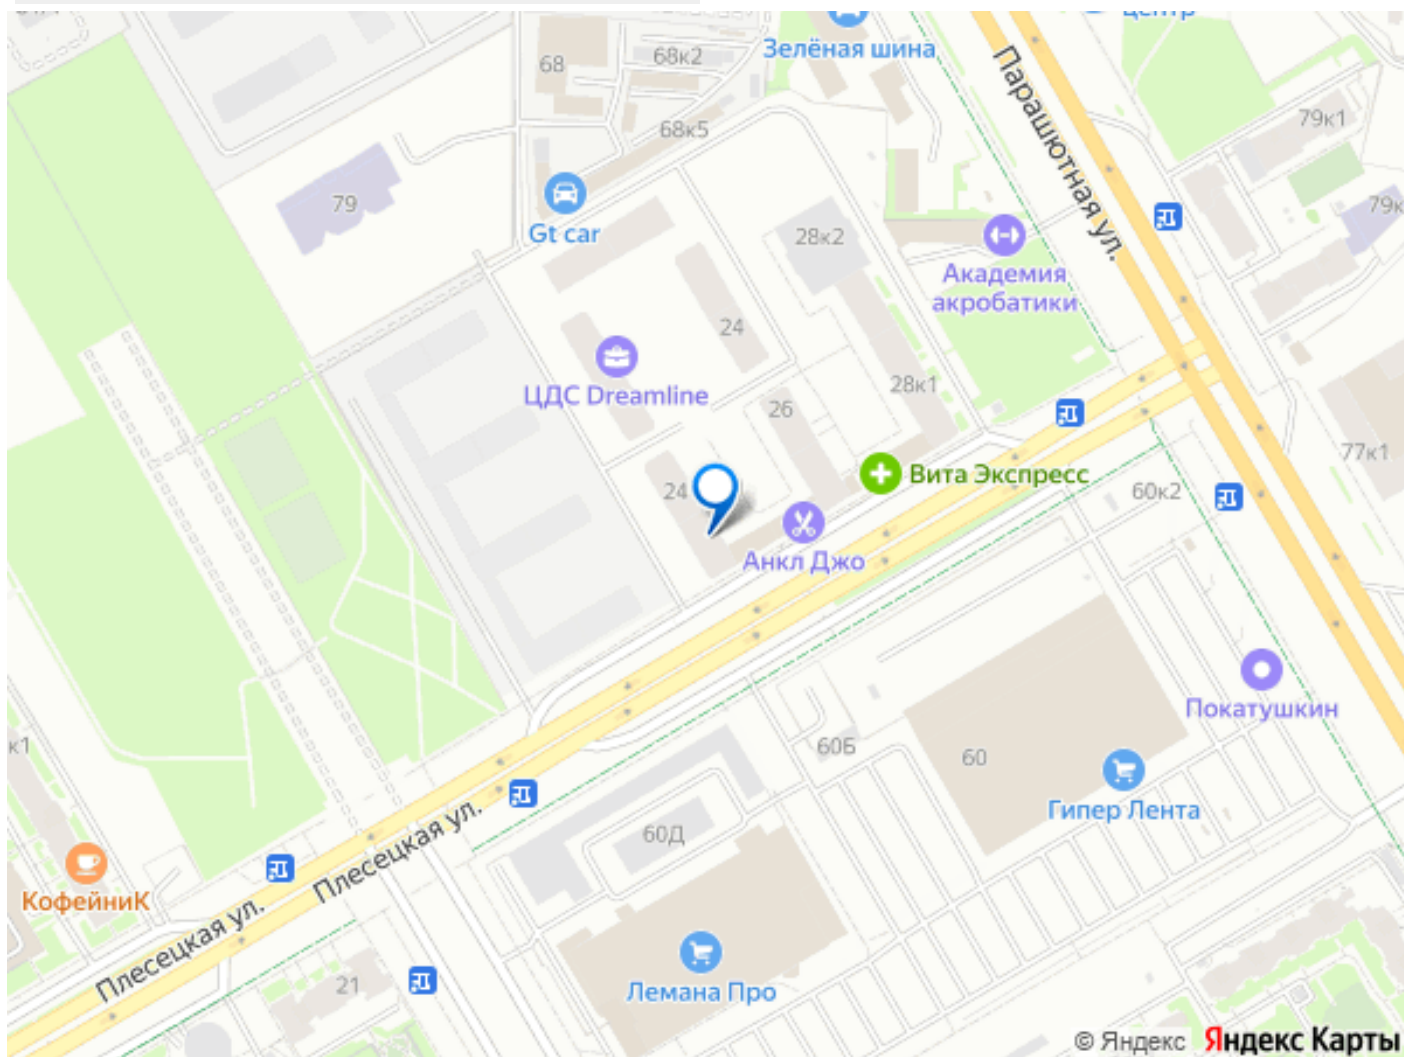 центр
Зелёная шина
68
68к2
Парашютная ул.
79к1
68к5
79
Gt car
28к2
79к
Академия
акробатики
24
ЦДС Dreamline
28к1
26
77к1
Вита Экспресс
24
60к2
Анкл Джо
Покатушкин
к1
60Б
60
Гипер Лента
60Д
Плесецкая ул.
КофейниК
Плесецкая ул.
21
Лемана Про
© Яндекс Яндекс Карты